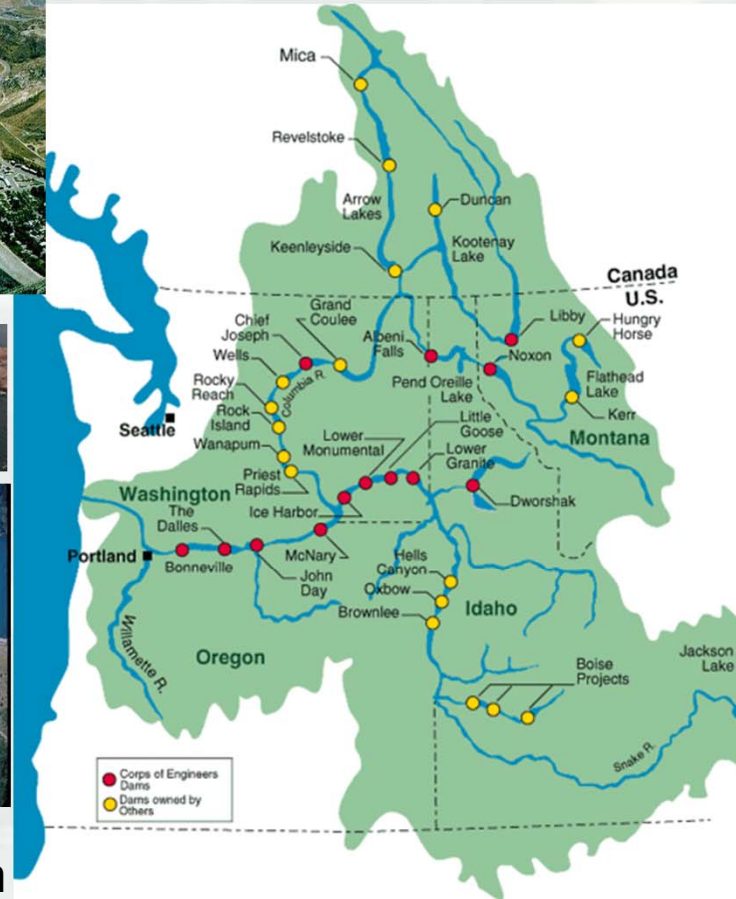 Mica
Revelstoke
Arrow
Lakes
Duncan
Keenleyside
Kootenay
Lake
Canada
U.S.
Grand
Coulee
Chief
Joseph
Albeni
Falls
Libby
Hungry
Horse
Wells
Noxon
Columbia R.
Rocky
Reach
Pend Oreille
Lake
Flathead
Lake
Rock
Island
Kerr
Seattle
Little
Goose
Wanapum
Lower
Monumental
Lower
Granite
Montana
Priest
Rapids
Washington
Ice Harbor
Dworshak
The
Dalles
Portland
Bonneville
McNary
John
Day
Hells
Canyon
Oxbow
Brownlee
Idaho
Willamette R.
Oregon
Boise
Projects
Jackson
Lake
Snake R.
Corps of Engineers
Dams
Dams owned by
Others